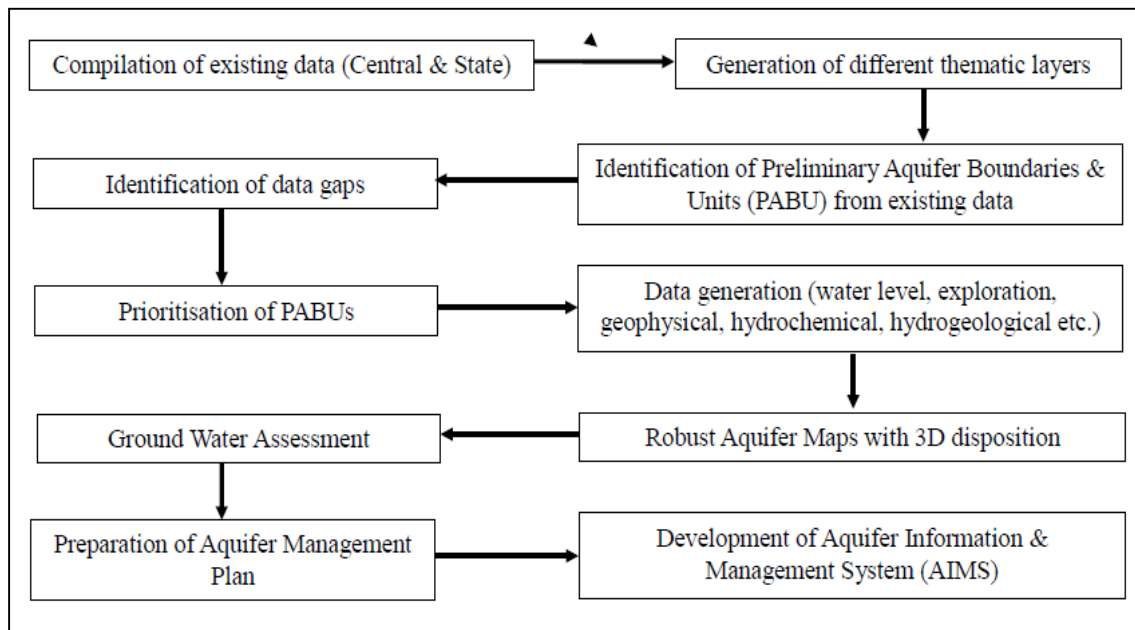 Compilation of existing data (Central & State)
Generation of different thematic layers
Identification of Preliminary Aquifer Boundaries &
Units (PABU) from existing data
Identification of data gaps
Prioritisation of PABUs
Data generation (water level, exploration,
geophysical, hydrochemical, hydrogeological etc.)
Robust Aquifer Maps with 3D disposition
Ground Water Assessment
Preparation of Aquifer Management
Plan
Development of Aquifer Information &
Management System (AIMS)